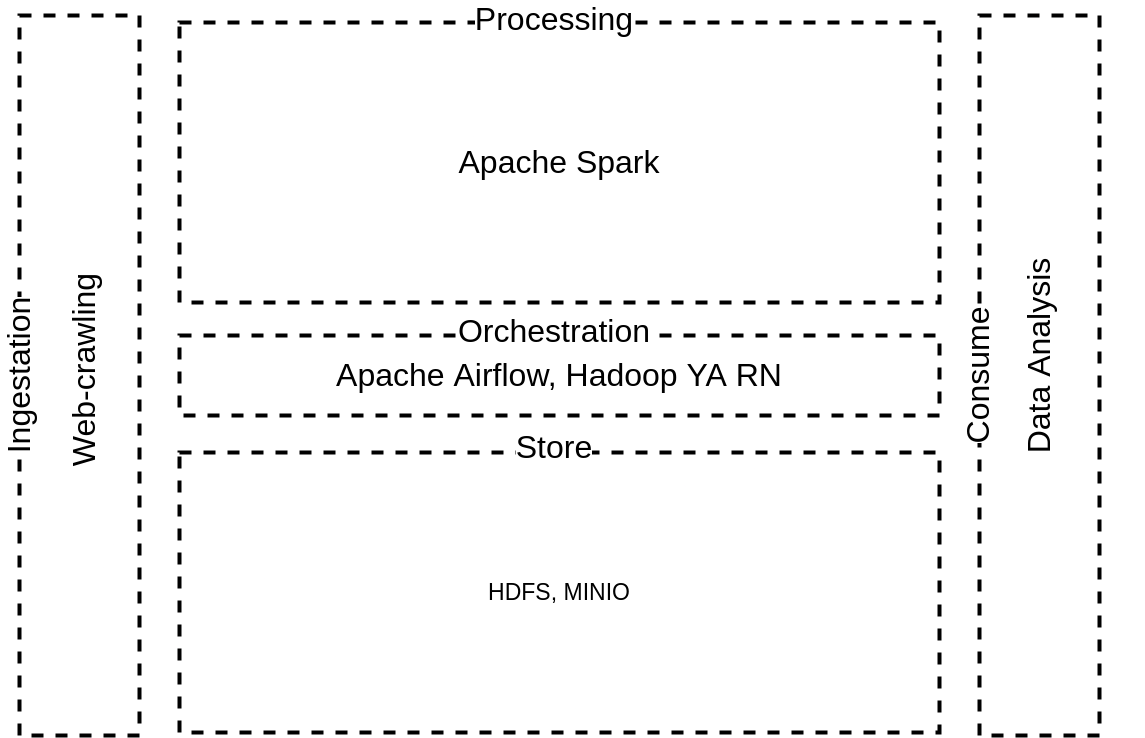 Processing
Apache Spark
Ingestation
Web-crawling
Orchestration
Apache Airflow, Hadoop YA RN
Store
HDFS, MINIO
Consume
Data Analysis